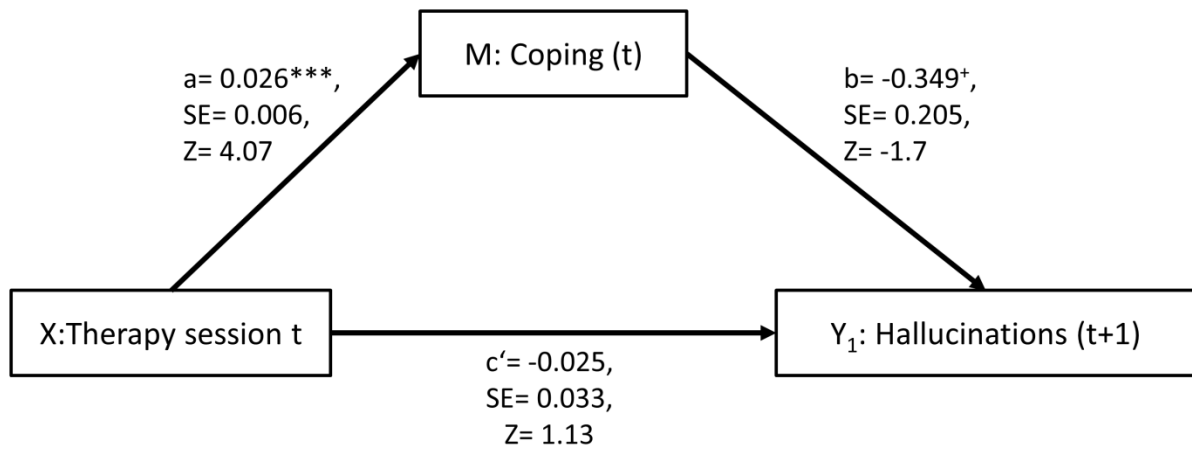 M: Coping (t)
a= 0.026***,
SE= 0.006,
Z= 4.07
b= -0.349⁺,
SE= 0.205,
Z= -1.7
X:Therapy session t
Y₁: Hallucinations (t+1)
c‘= -0.025,
SE= 0.033,
Z= 1.13